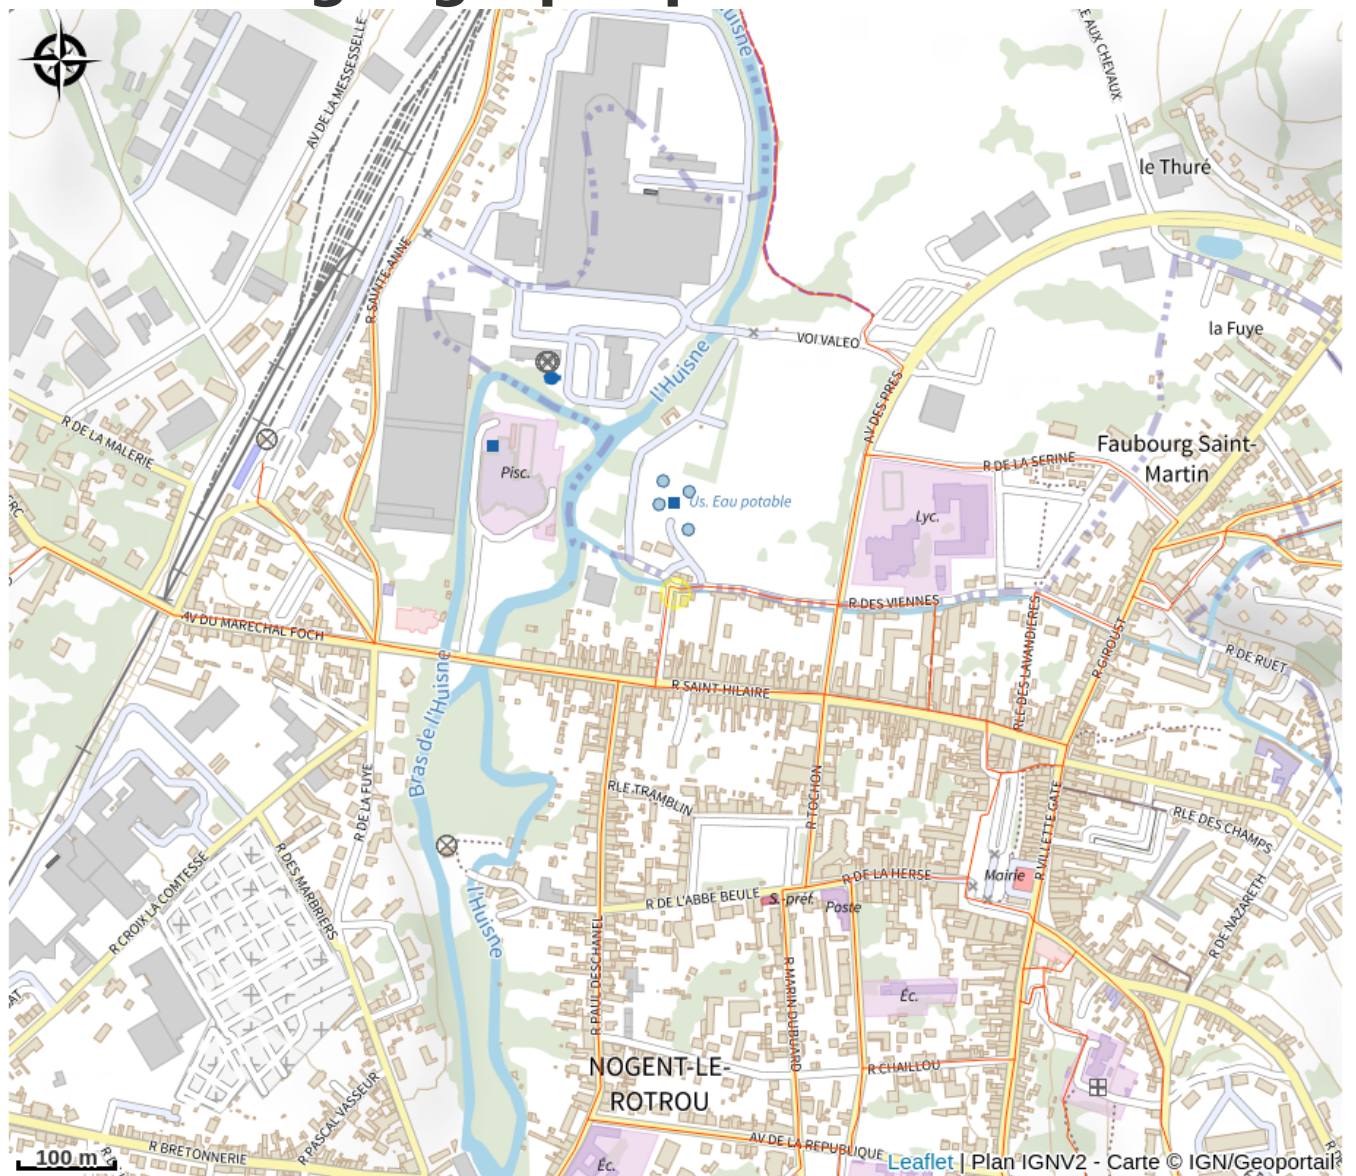 l'Huisne
AV DE LA MESSESSELLE
E AUX CHEVAUX
le Thuré
R SAINTE-ANNE
la Fuye
VOI VALEO
l'Huisne
AV DES PRES
R DE LA MALERIE
Faubourg Saint-
Martin
R DE LA SERINE
Pisc.
Us. Eau potable
Lyc.
ERC
R DES VIENNES
AV DU MARECHAL FOCH
RLE DES LAVANDIERES
R GIROUST
R DE RUET
R SAINT-HILAIRE
Bras de l'Huisne
R DE LA FUYE
RLE TRAMBLIN
R TOCHON
R VILLETTE GATE
RLE DES CHAMPS
R CROIX LA COMTESSE
R DES MARBRIERS
R DE LA HERSE
Mairie
R DE L'ABBE BEULE
S.-préf.
Poste
l'Huisne
R DE NAZARETH
R PAUL DESCHANEL
R MARIN DUBUARD
Éc.
NOGENT-LE-
ROTROU
R CHAILLOU
R PASCAL VASSEUR
R BRETONNERIE
AV DE LA REPUBLIQUE
Éc.
100 m
Leaflet | Plan IGNV2 - Carte © IGN/Geoportail